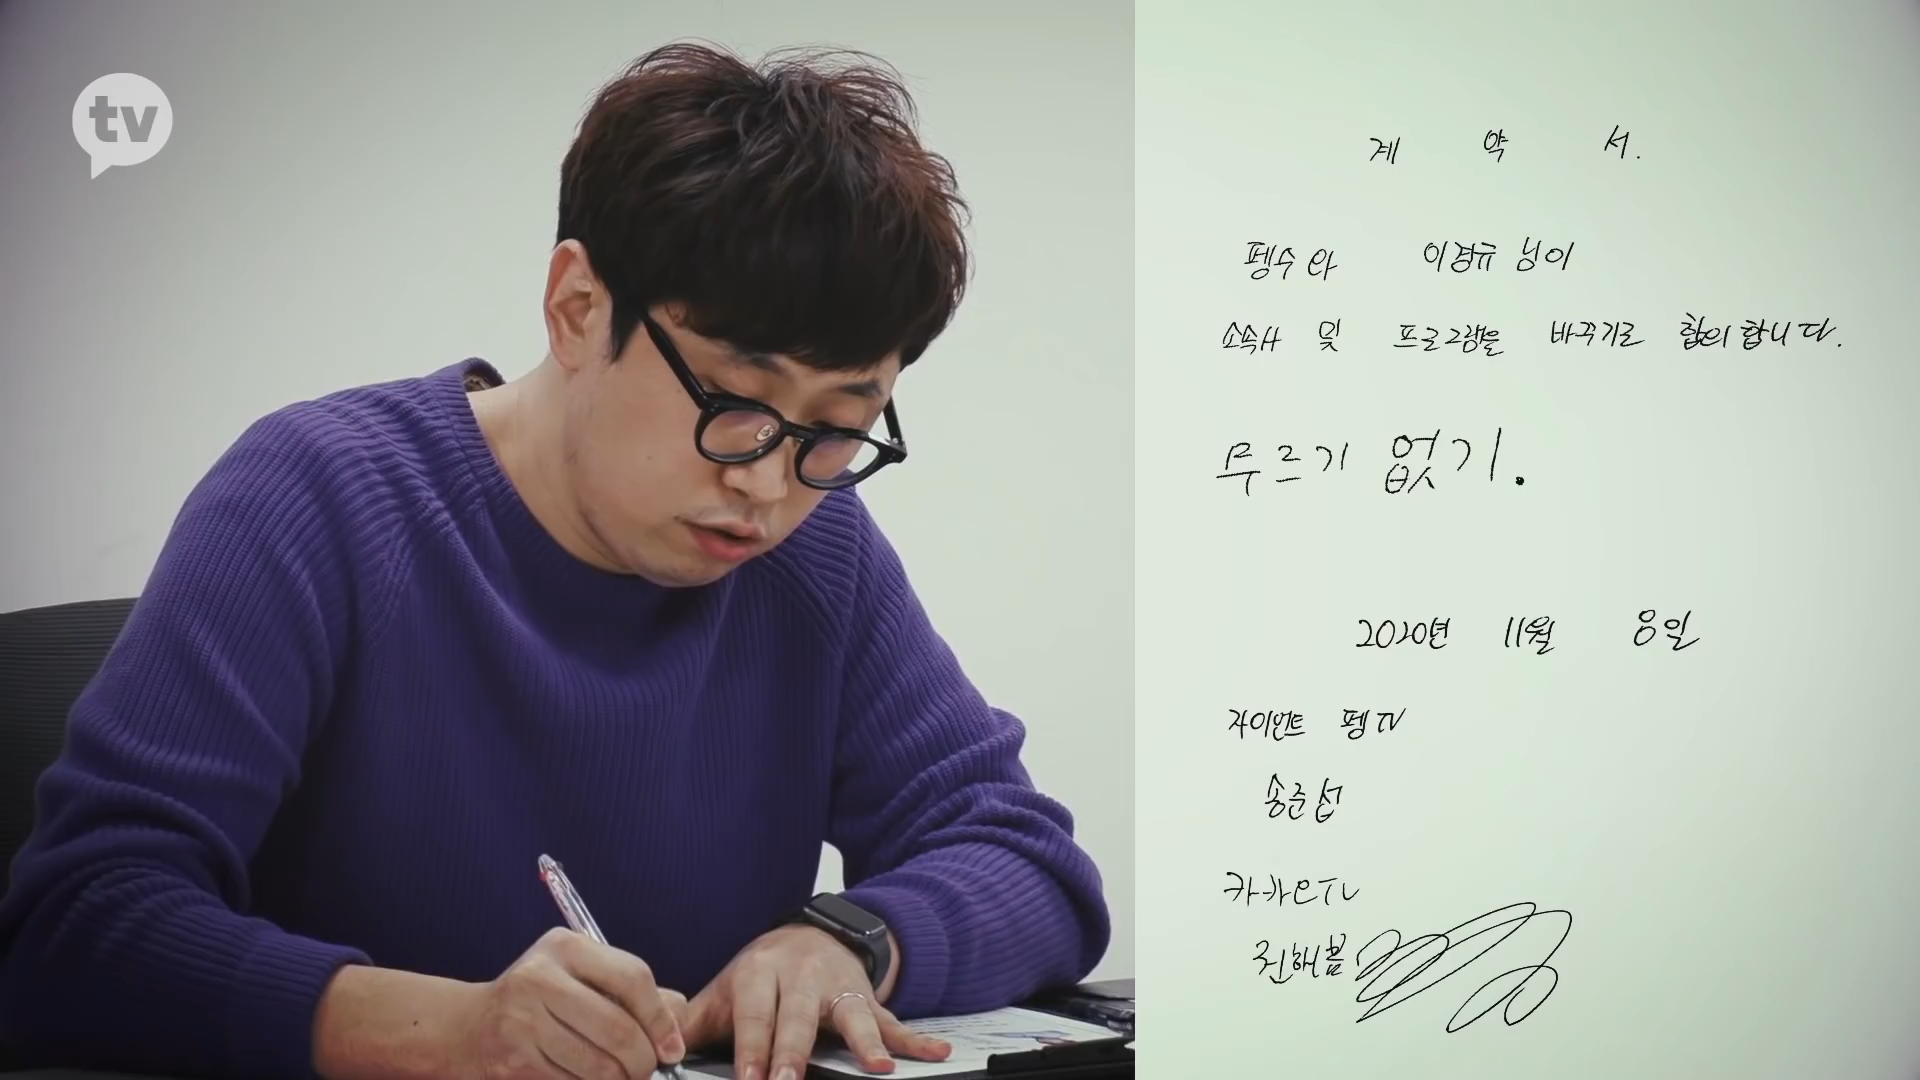 tv
계 약 서.
펭수와 이경규 님이
소속사 및 프로그램을 바꾸기로 합의합니다.
무르기 없기.
2020년 11월 8일
자이언트 펭TV
송준섭
카카오TV
진해봄